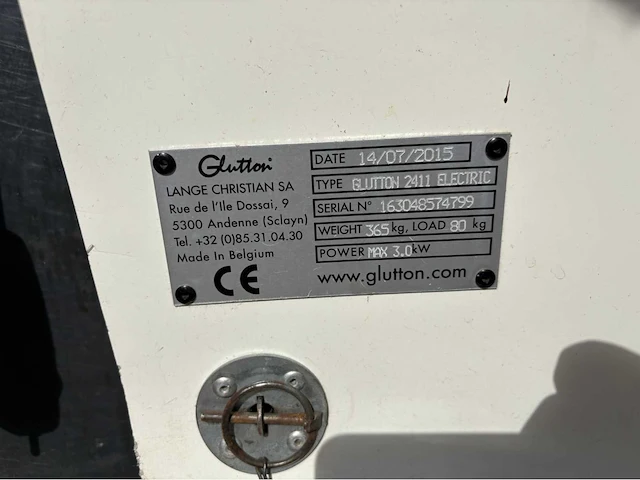 Glutton®
LANGE CHRISTIAN SA
Rue de l'Ile Dossai, 9
5300 Andenne (Sclayn)
Tel. +32 (0)85.31.04.30
Made In Belgium
CE
DATE 14/07/2015
TYPE GLUTTON 2411 ELECTRIC
SERIAL N° 163048574799
WEIGHT 365 kg, LOAD 80 kg
POWER MAX 3.0 kW
www.glutton.com